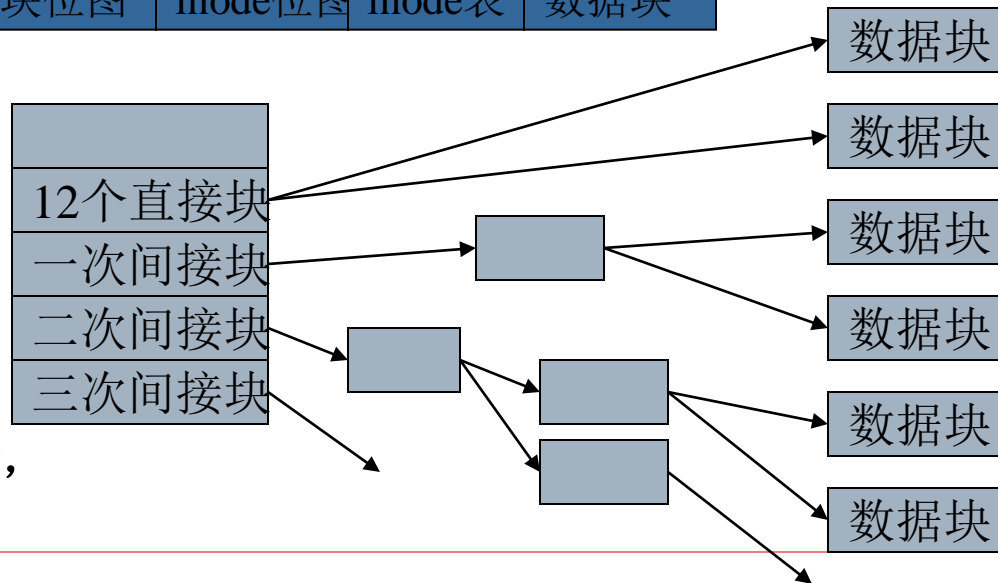 块位图 inode位图 inode表 数据块
数据块
数据块
12个直接块
数据块
一次间接块
数据块
二次间接块
三次间接块
数据块
,
数据块